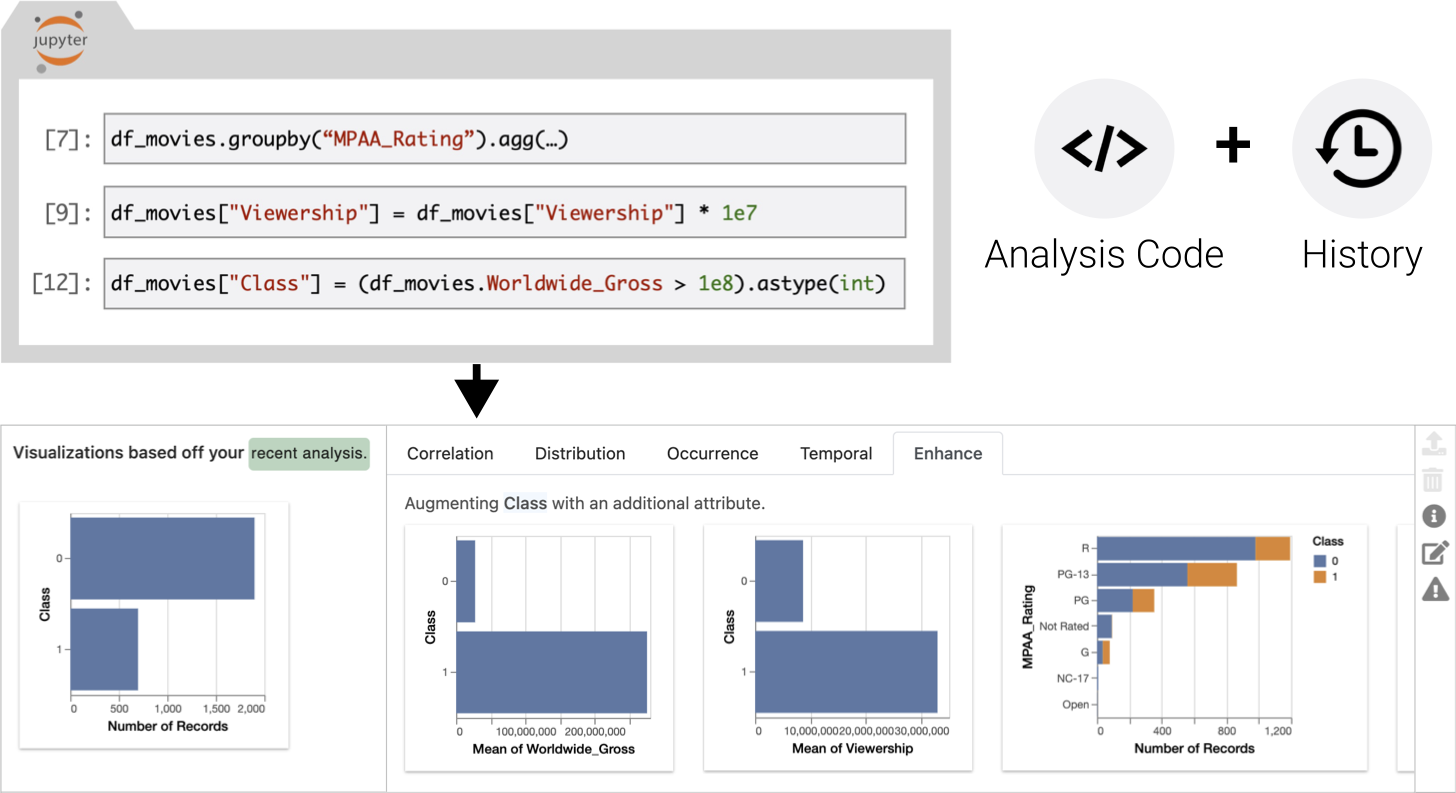 jupyter
[7]: df_movies.groupby(“MPAA_Rating”).agg(…)
[9]: df_movies["Viewership"] = df_movies["Viewership"] * 1e7
[12]: df_movies["Class"] = (df_movies.Worldwide_Gross > 1e8).astype(int)
</>
+
Analysis Code
History
Visualizations based off your recent analysis.
Class
0
1
0 500 1,000 1,500 2,000
Number of Records
Correlation Distribution Occurrence Temporal Enhance
Augmenting Class with an additional attribute.
Class
0
1
0 100,000,000 200,000,000
Mean of Worldwide_Gross
Class
0
1
0 10,000,000 20,000,000 30,000,000
Mean of Viewership
MPAA_Rating
R
PG-13
PG
Not Rated
G
NC-17
Open
0 400 800 1,200
Number of Records
Class
0
1